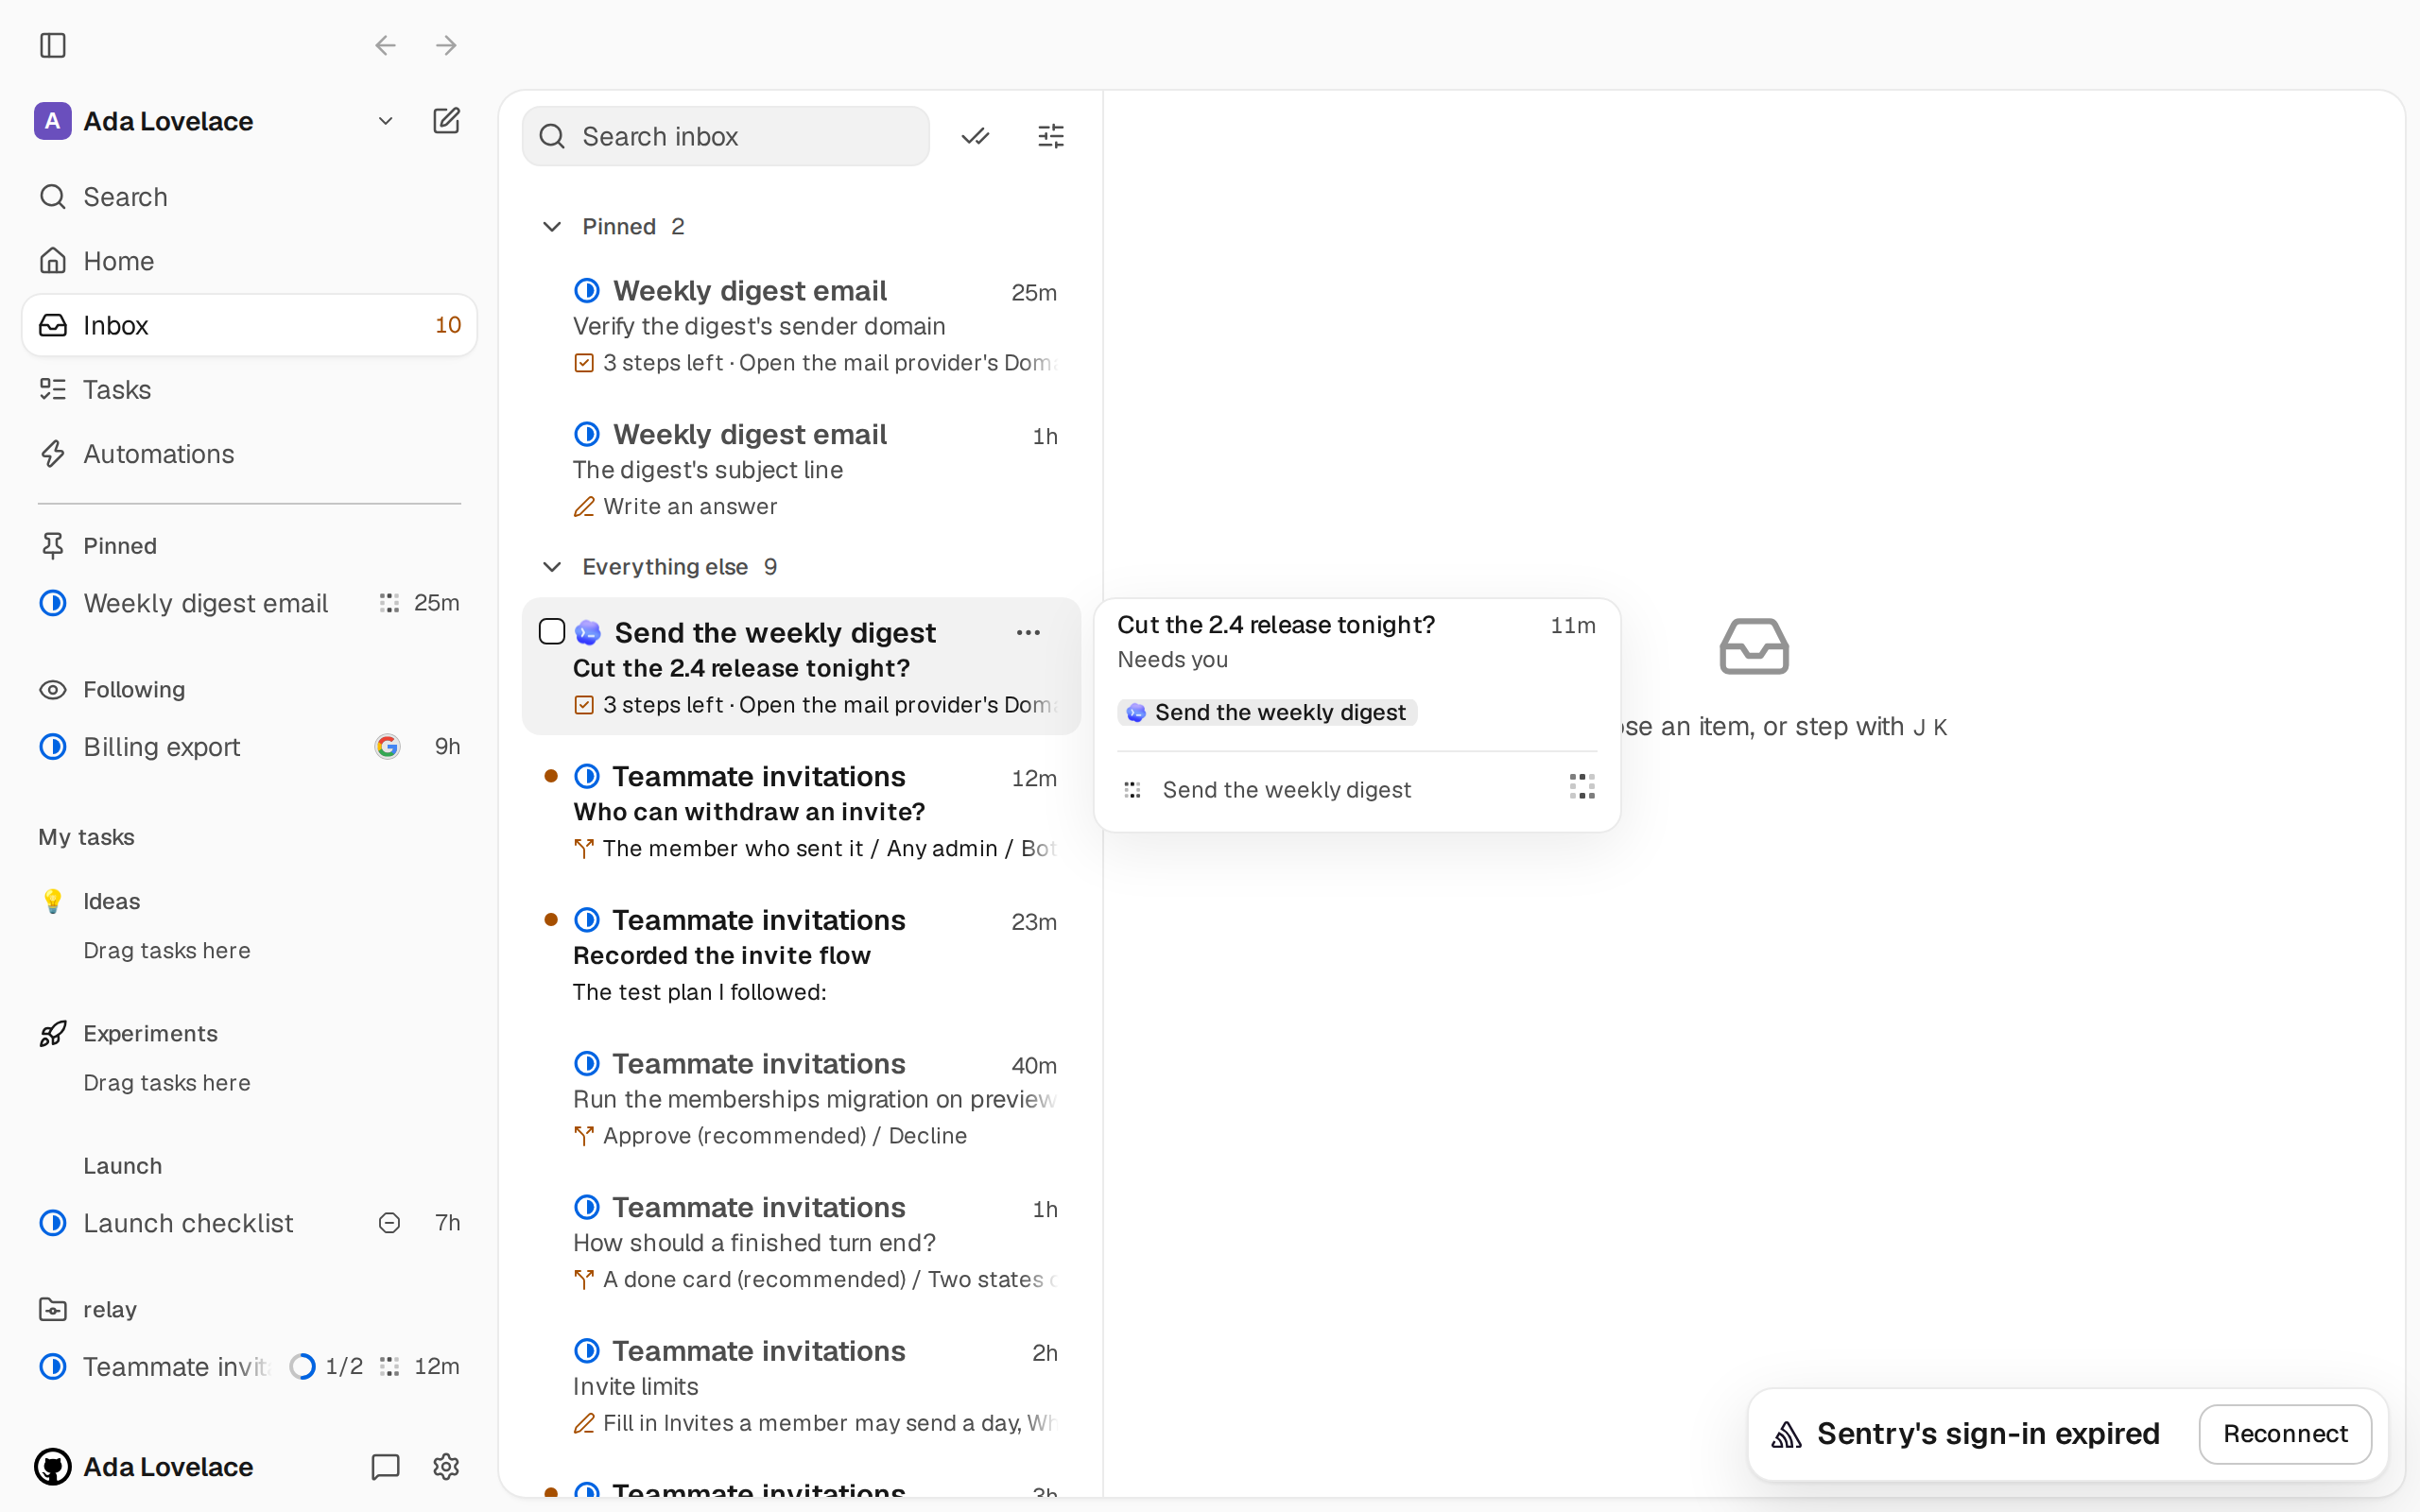 A Ada Lovelace
Search
Home
Inbox 10
Tasks
Automations
Pinned
Weekly digest email 25m
Following
Billing export 9h
My tasks
💡 Ideas
Drag tasks here
Experiments
Drag tasks here
Launch
Launch checklist 7h
relay
Teammate 1/2 12m
Ada Lovelace
Search inbox
Pinned 2
Weekly digest email 25m
Verify the digest's sender domain
3 steps left · Open the mail provider's
Weekly digest email 1h
The digest's subject line
Write an answer
Everything else 9
Send the weekly digest
Cut the 2.4 release tonight?
3 steps left · Open the mail provider's
Teammate invitations 12m
Who can withdraw an invite?
The member who sent it / Any admin /
Teammate invitations 23m
Recorded the invite flow
The test plan I followed:
Teammate invitations 40m
Run the memberships migration on preview
Approve (recommended) / Decline
Teammate invitations 1h
How should a finished turn end?
A done card (recommended) / Two states
Teammate invitations 2h
Invite limits
Fill in Invites a member may send a day,
Teammate invitations 3h
Cut the 2.4 release tonight? 11m
Needs you
Send the weekly digest
Send the weekly digest
an item, or step with J K
Sentry's sign-in expired Reconnect